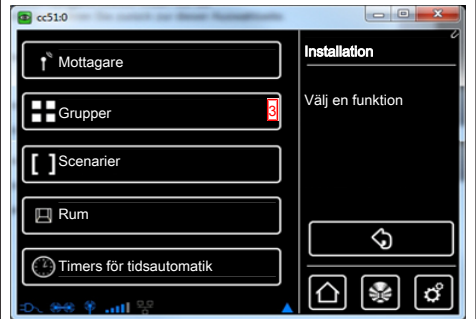 cc51:0
Mottagare
Grupper
3
Scenarier
Rum
Timers för tidsautomatik
Installation
Välj en funktion